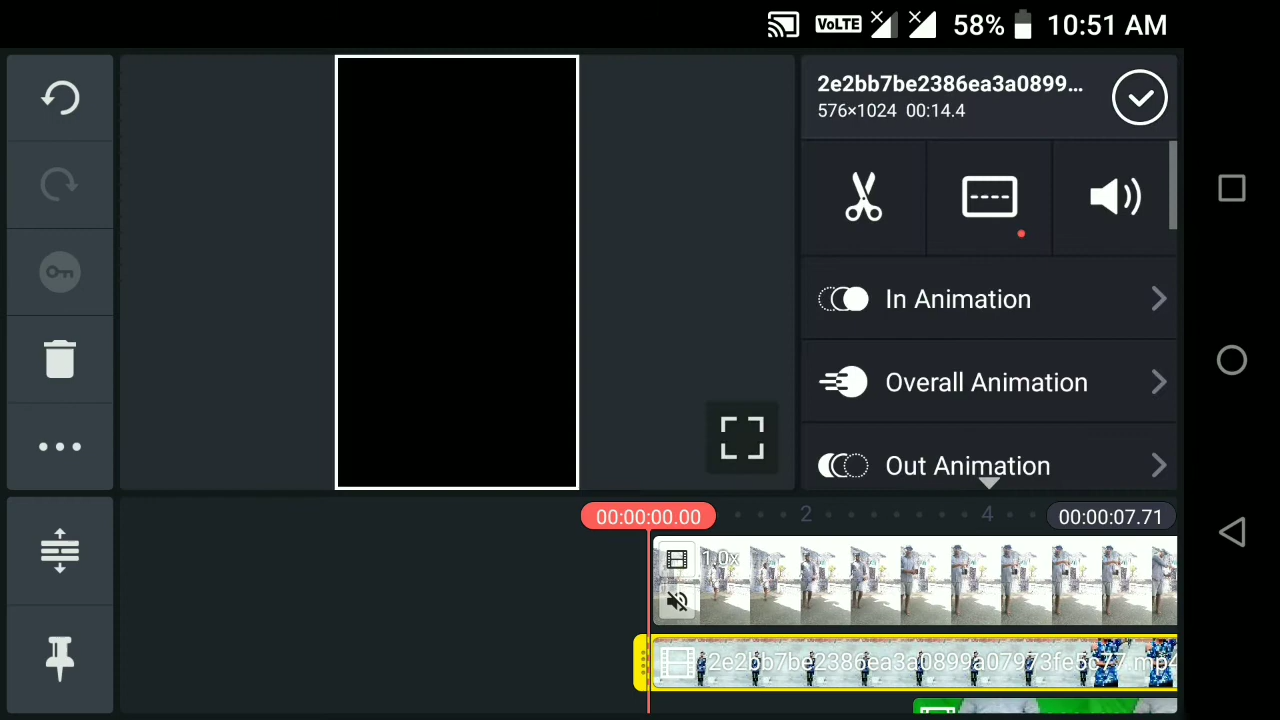 VoLTE 58% 10:51 AM
2e2bb7be2386ea3a0899...
576×1024 00:14.4
In Animation
Overall Animation
Out Animation
00:00:00.00 2 4 00:00:07.71
1.0x
2e2bb7be2386ea3a0899a07973fe5c77.mp4